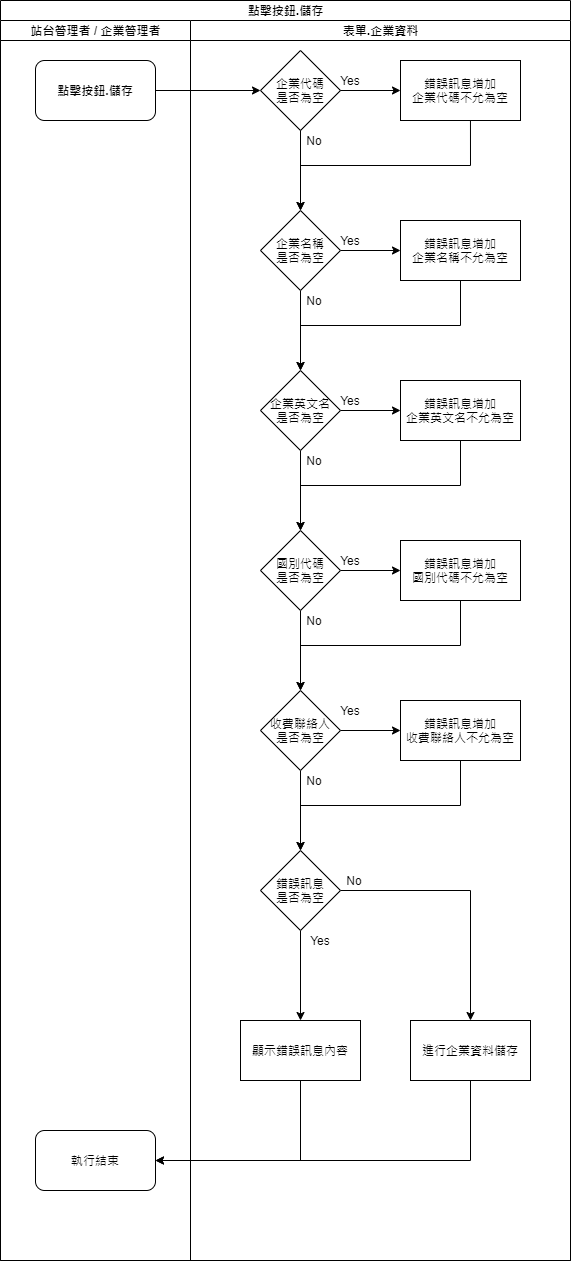 點擊按鈕.儲存
站台管理者 / 企業管理者
表單.企業資料
點擊按鈕.儲存
企業代碼
是否為空
Yes
錯誤訊息增加
企業代碼不允為空
No
企業名稱
是否為空
Yes
錯誤訊息增加
企業名稱不允為空
No
企業英文名
是否為空
Yes
錯誤訊息增加
企業英文名不允為空
No
國別代碼
是否為空
Yes
錯誤訊息增加
國別代碼不允為空
No
收費聯絡人
是否為空
Yes
錯誤訊息增加
收費聯絡人不允為空
No
錯誤訊息
是否為空
No
Yes
顯示錯誤訊息內容
進行企業資料儲存
執行結束